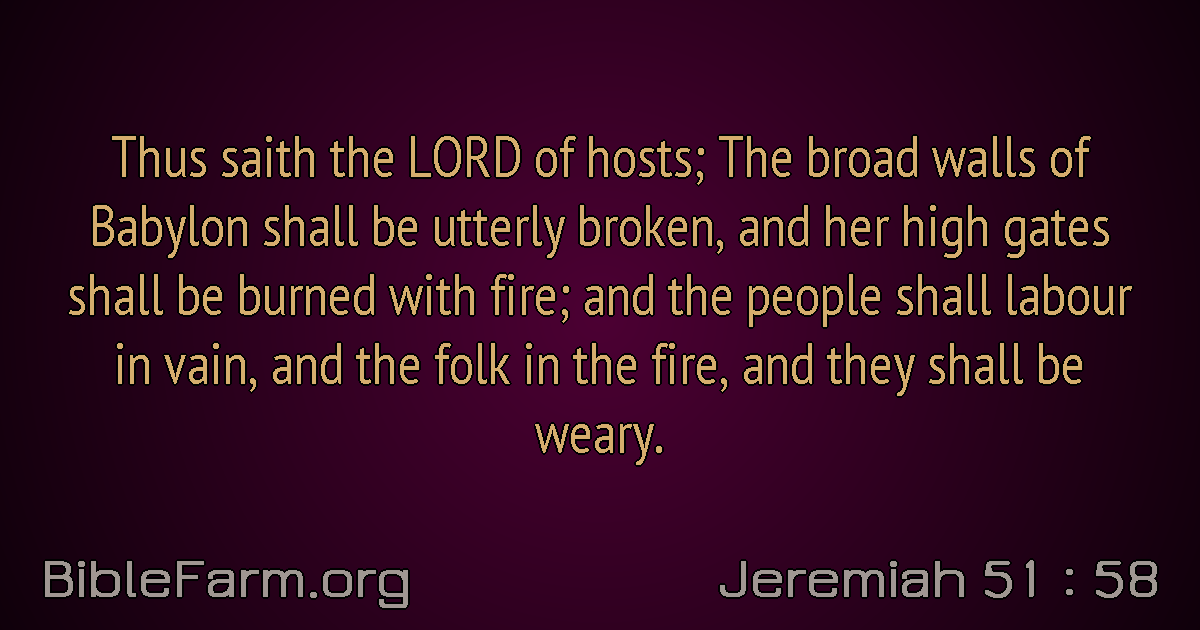 Thus saith the LORD of hosts; The broad walls of
Babylon shall be utterly broken, and her high gates
shall be burned with fire; and the people shall labour
in vain, and the folk in the fire, and they shall be
weary.
BibleFarm.org
Jeremiah 51 : 58